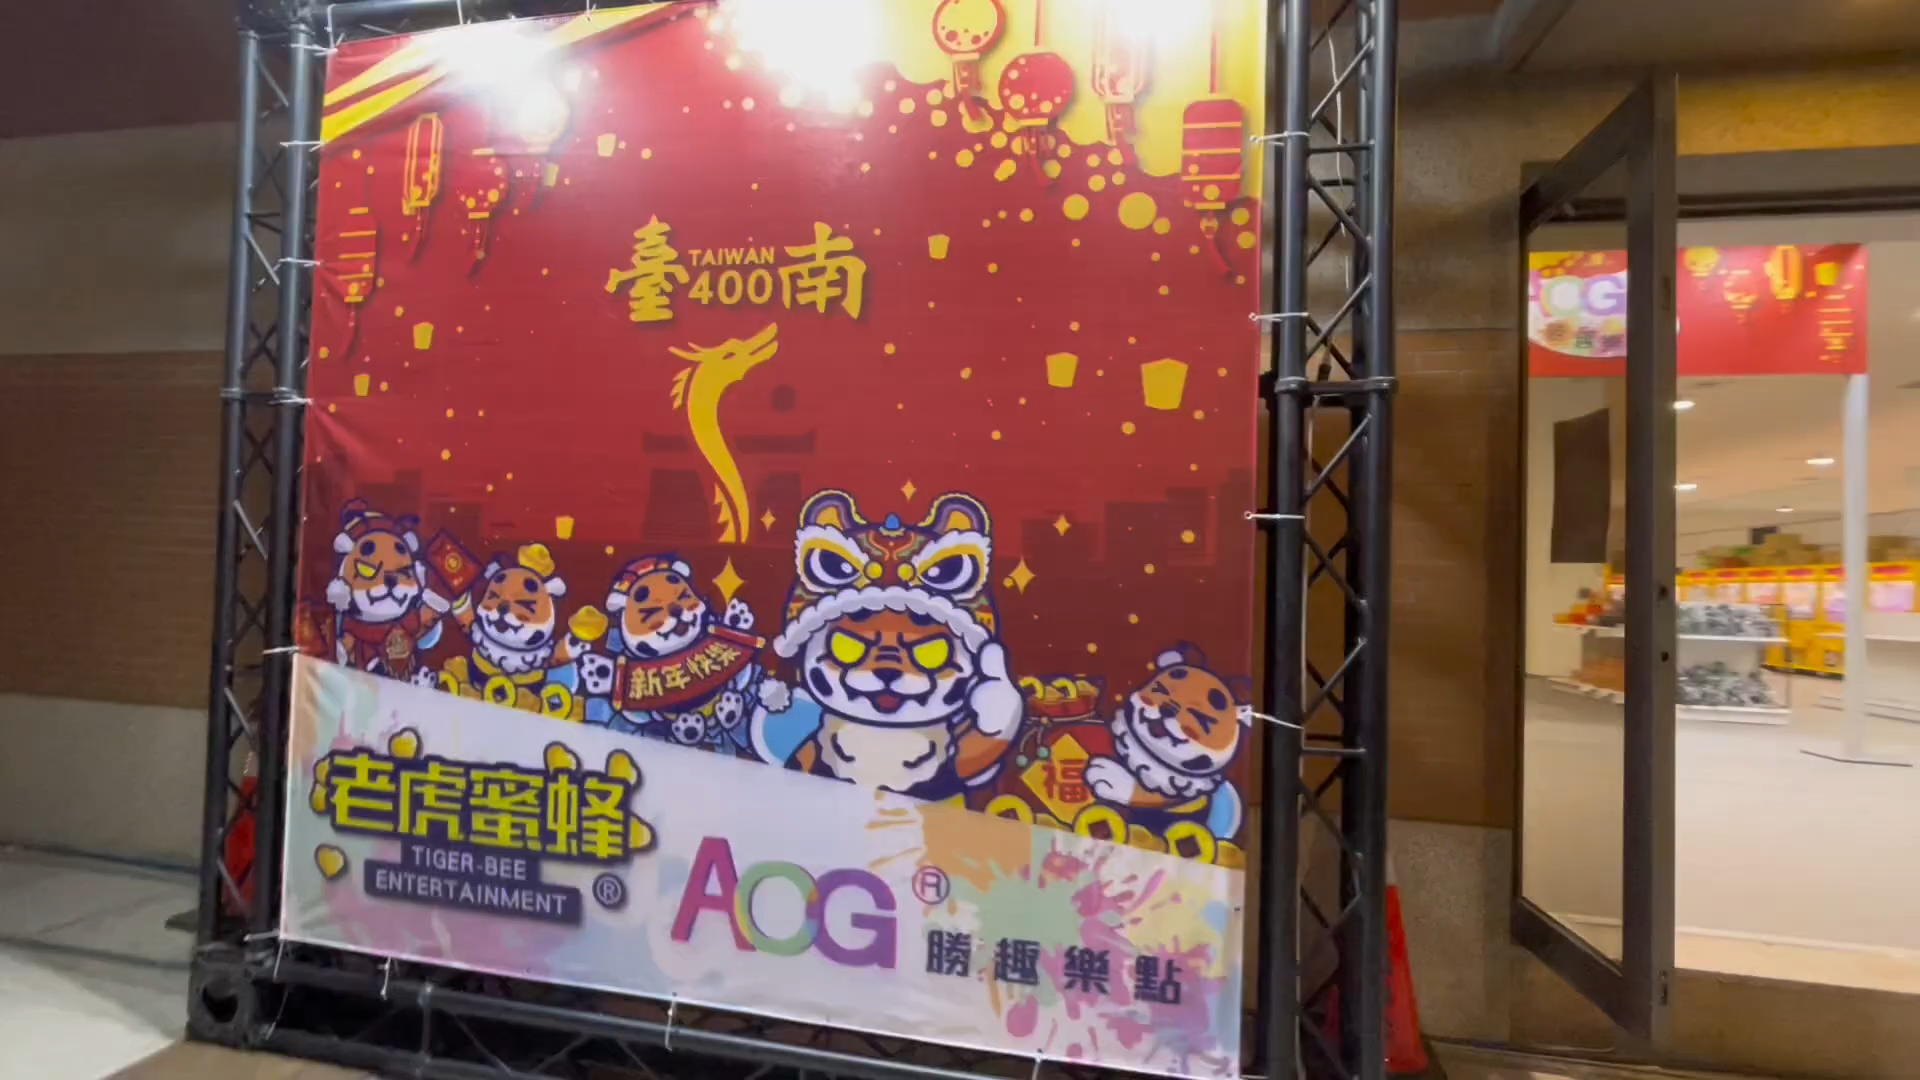 臺南
TAIWAN
400
新年快樂
福
老虎蜜蜂
TIGER-BEE
ENTERTAINMENT ®
AOG ®
勝趣樂點
AOG